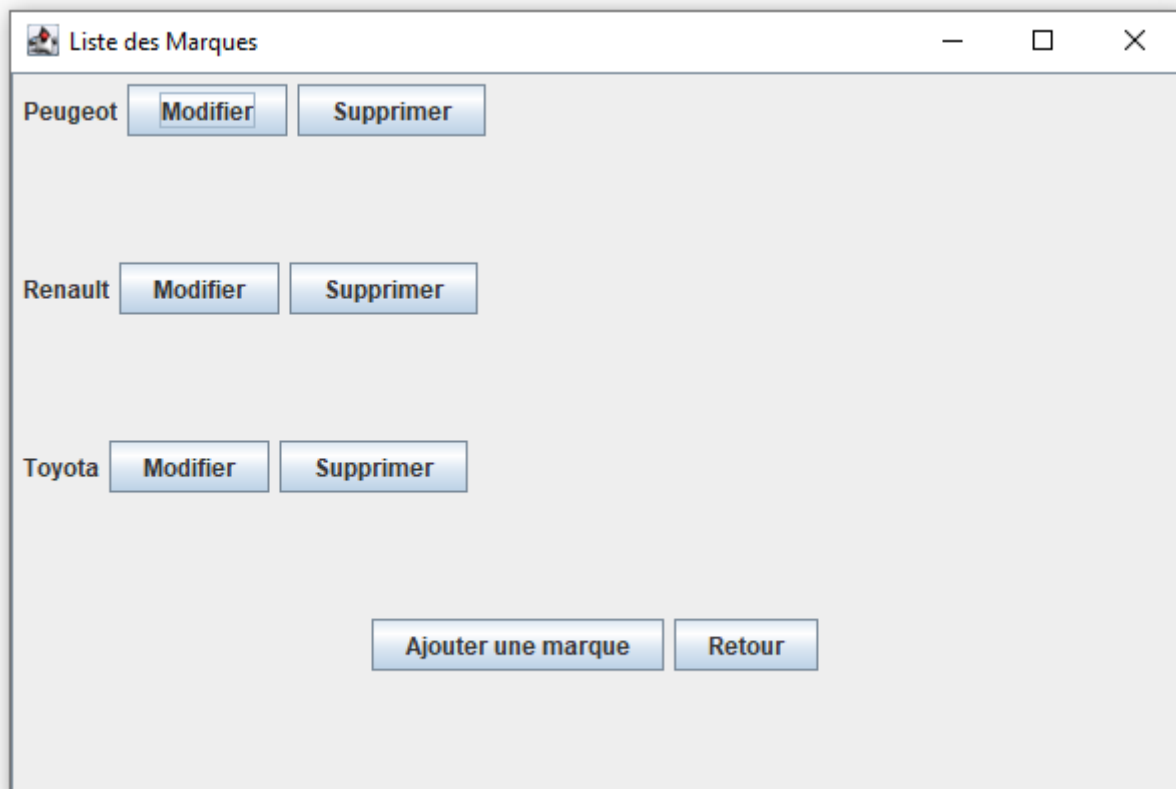 Liste des Marques
Peugeot Modifier Supprimer
Renault Modifier Supprimer
Toyota Modifier Supprimer
Ajouter une marque Retour